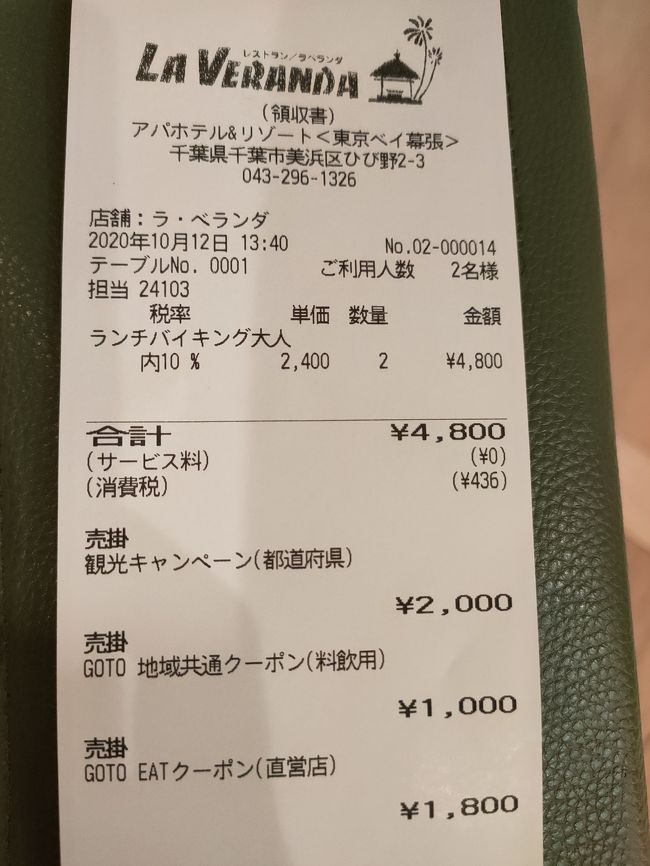 レストラン/ラベランダ
LA VERANDA
(領収書)
アパホテル&リゾート<東京ベイ幕張>
千葉県千葉市美浜区ひび野2-3
043-296-1326
店舗：ラ・ベランダ
2020年10月12日 13:40 No.02-000014
テーブルNo. 0001 ご利用人数 2名様
担当 24103
税率 単価 数量 金額
ランチバイキング大人
内10 % 2,400 2 ¥4,800
合計 ¥4,800
(サービス料) (¥0)
(消費税) (¥436)
売掛
観光キャンペーン(都道府県)
¥2,000
売掛
GOTO 地域共通クーポン(料飲用)
¥1,000
売掛
GOTO EATクーポン(直営店)
¥1,800